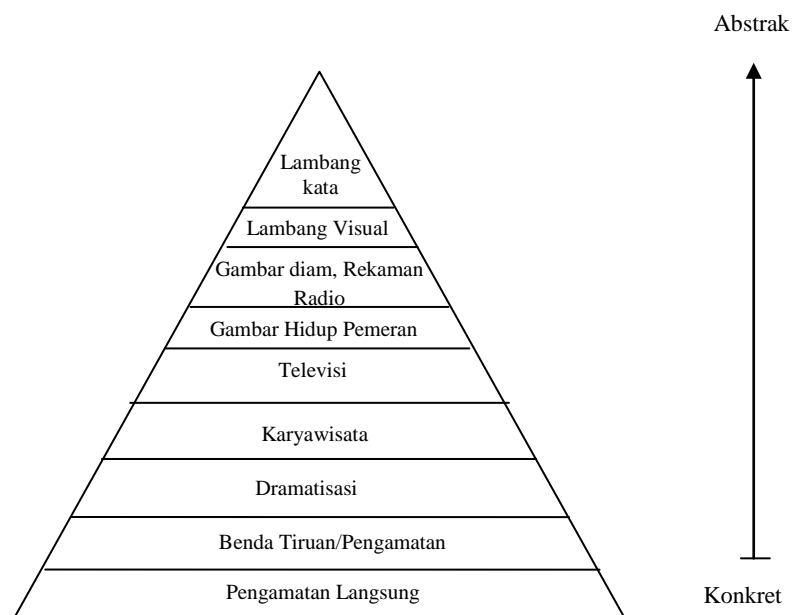 Abstrak
Lambang
kata
Lambang Visual
Gambar diam, Rekaman
Radio
Gambar Hidup Pemeran
Televisi
Karyawisata
Dramatisasi
Benda Tiruan/Pengamatan
Pengamatan Langsung
Konkret